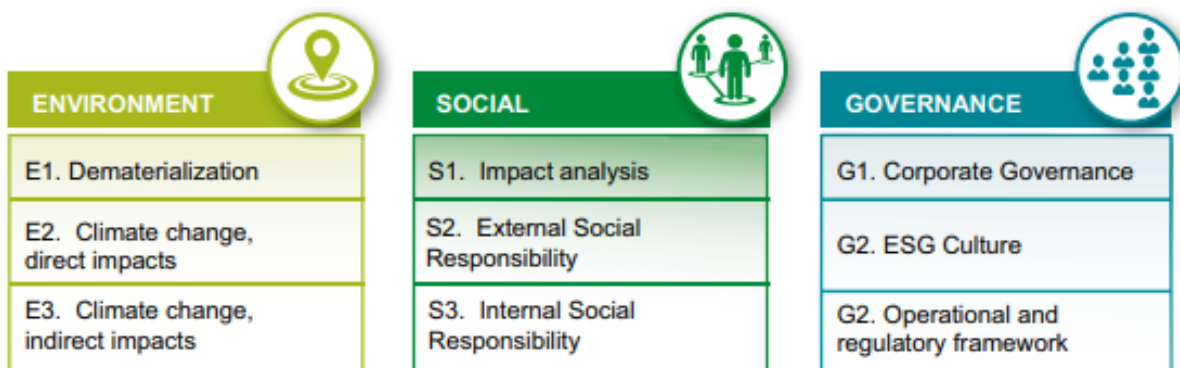 ENVIRONMENT
E1. Dematerialization
E2. Climate change,
direct impacts
E3. Climate change,
indirect impacts
SOCIAL
S1. Impact analysis
S2. External Social
Responsibility
S3. Internal Social
Responsibility
GOVERNANCE
G1. Corporate Governance
G2. ESG Culture
G2. Operational and
regulatory framework